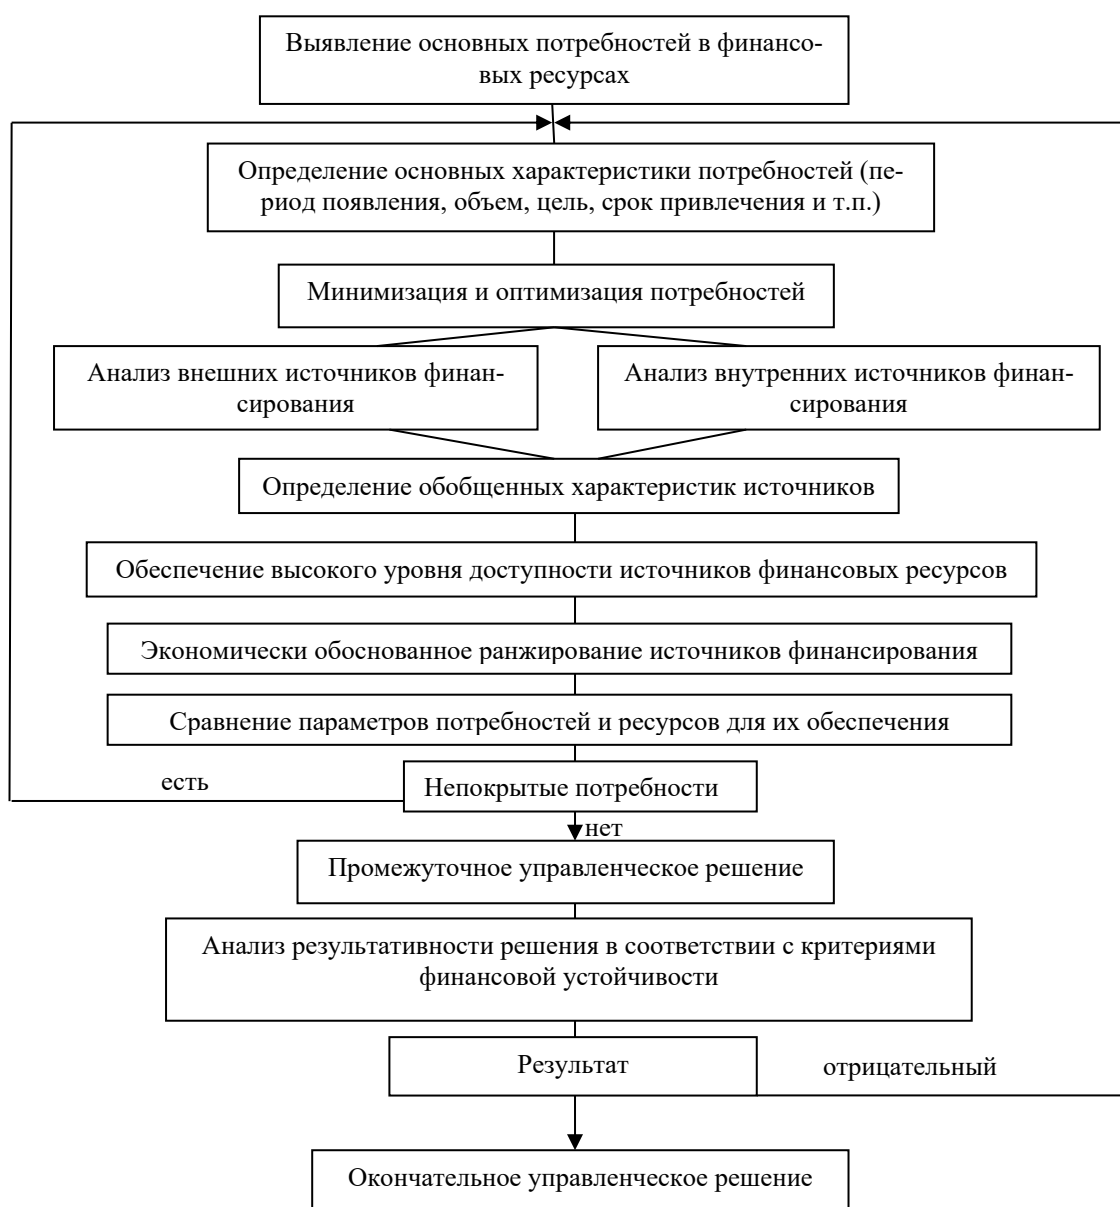 Выявление основных потребностей в финансо-
вых ресурсах
Определение основных характеристики потребностей (пе-
риод появления, объем, цель, срок привлечения и т.п.)
Минимизация и оптимизация потребностей
Анализ внешних источников финан-
сирования
Анализ внутренних источников финан-
сирования
Определение обобщенных характеристик источников
Обеспечение высокого уровня доступности источников финансовых ресурсов
Экономически обоснованное ранжирование источников финансирования
Сравнение параметров потребностей и ресурсов для их обеспечения
есть
Непокрытые потребности
нет
Промежуточное управленческое решение
Анализ результативности решения в соответствии с критериями
финансовой устойчивости
Результат
отрицательный
Окончательное управленческое решение